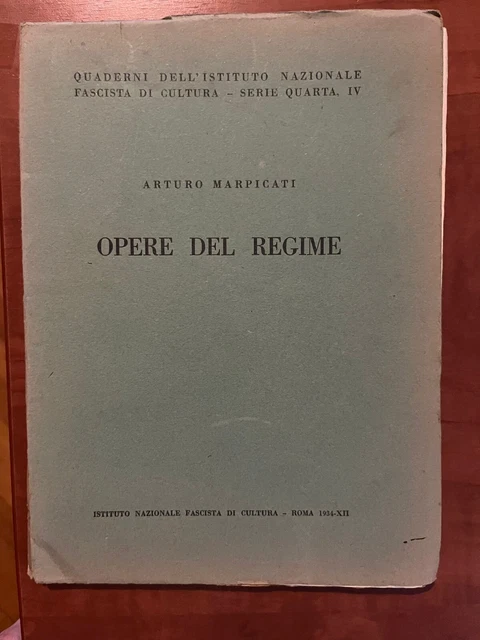 QUADERNI DELL'ISTITUTO NAZIONALE
FASCISTA DI CULTURA - SERIE QUARTA, IV
ARTURO MARPICATI
OPERE DEL REGIME
ISTITUTO NAZIONALE FASCISTA DI CULTURA - ROMA 1934-XII